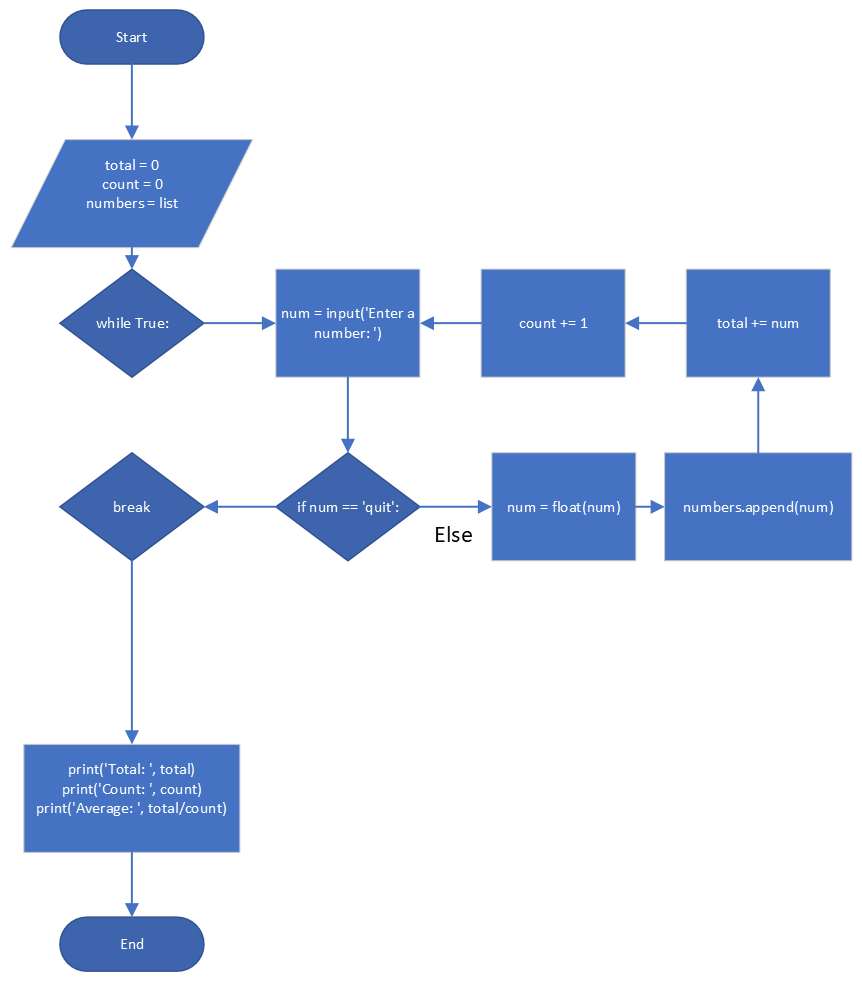 Start
total = 0
count = 0
numbers = list
while True:
num = input('Enter a
number: ')
count += 1
total += num
break
if num == 'quit':
Else
num = float(num)
numbers.append(num)
print('Total: ', total)
print('Count: ', count)
print('Average: ', total/count)
End